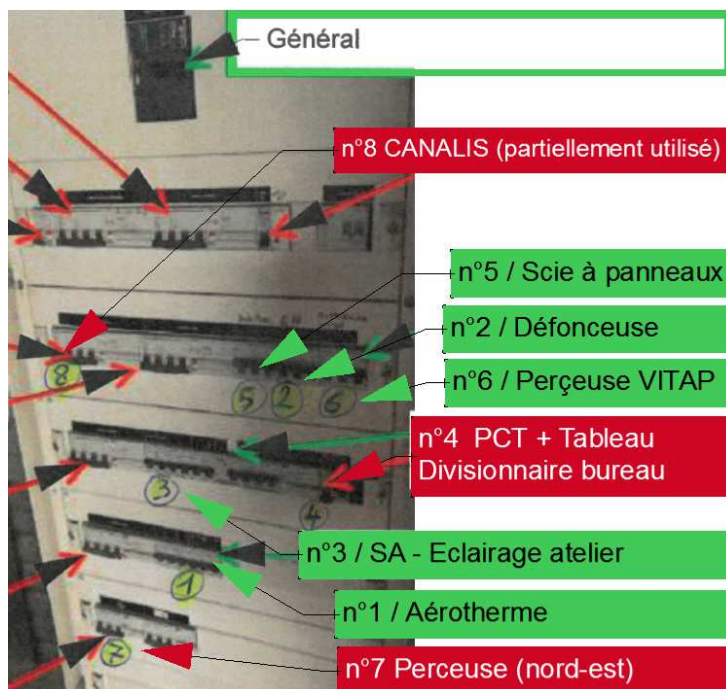 Général
n°8 CANALIS (partiellement utilisé)
n°5 / Scie à panneaux
n°2 / Défonceuse
n°6 / Perçeuse VITAP
8
5 2 6
n°4 PCT + Tableau
Divisionnaire bureau
3
4
n°3 / SA - Eclairage atelier
1
n°1 / Aérotherme
7
n°7 Perceuse (nord-est)